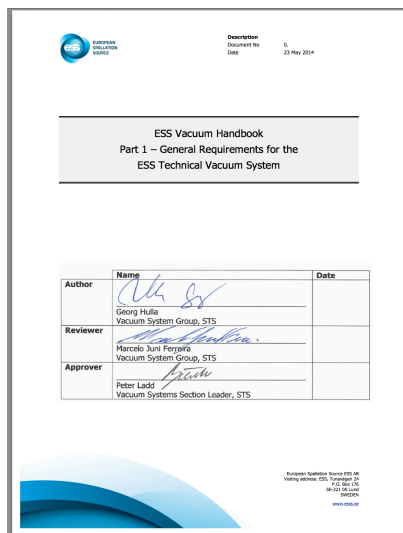 ess
EUROPEAN
SPALLATION
SOURCE
Description
Document No 0.
Date 23 May 2014
ESS Vacuum Handbook
Part 1 – General Requirements for the
ESS Technical Vacuum System
Name Date
Author
Georg Hulla
Vacuum System Group, STS
Reviewer
Marcelo Juni Ferreira
Vacuum System Group, STS
Approver
Peter Ladd
Vacuum Systems Section Leader, STS
European Spallation Source ESS AB
Visiting address: ESS, Tunavägen 24
P.O. Box 176
SE-221 00 Lund
SWEDEN
www.esss.se